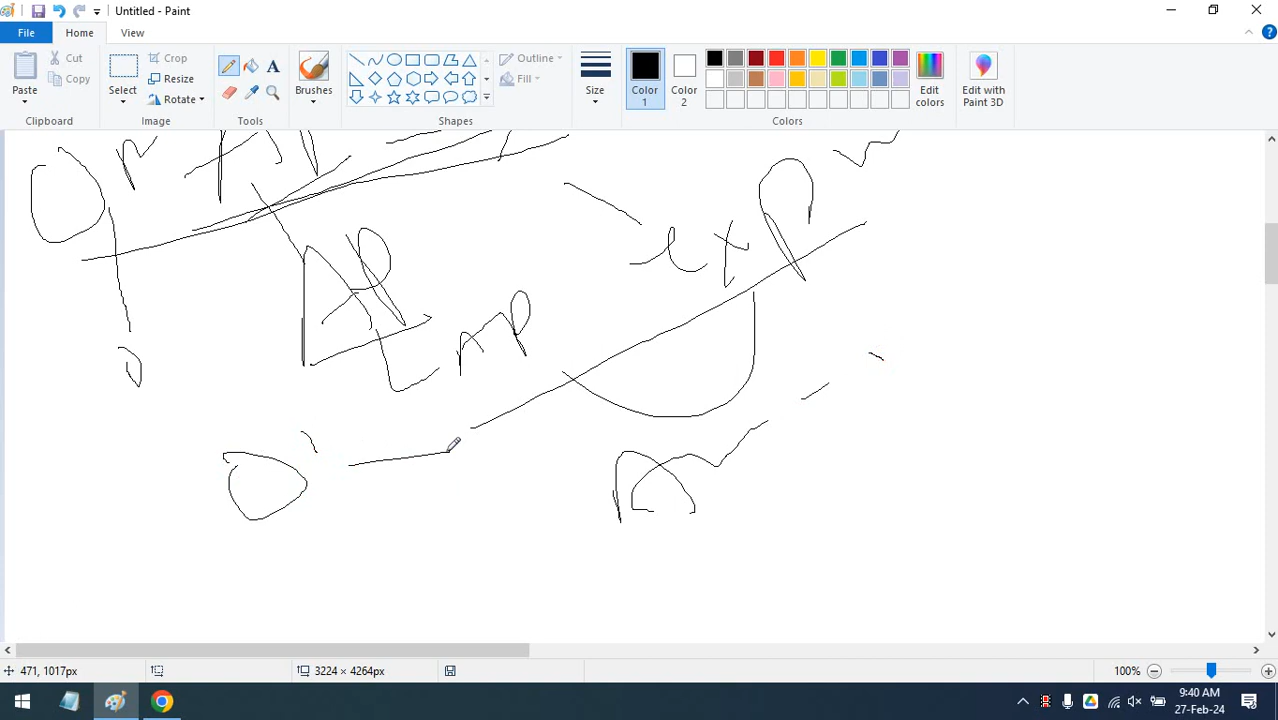 Untitled - Paint
File
Home
View
Paste
Cut
Copy
Clipboard
Select
Crop
Resize
Rotate
Image
Tools
Brushes
Shapes
Outline
Fill
Size
Color 1
Color 2
Edit colors
Colors
Edit with Paint 3D
exp
471, 1017px
3224 × 4264px
100%
9:40 AM
27-Feb-24